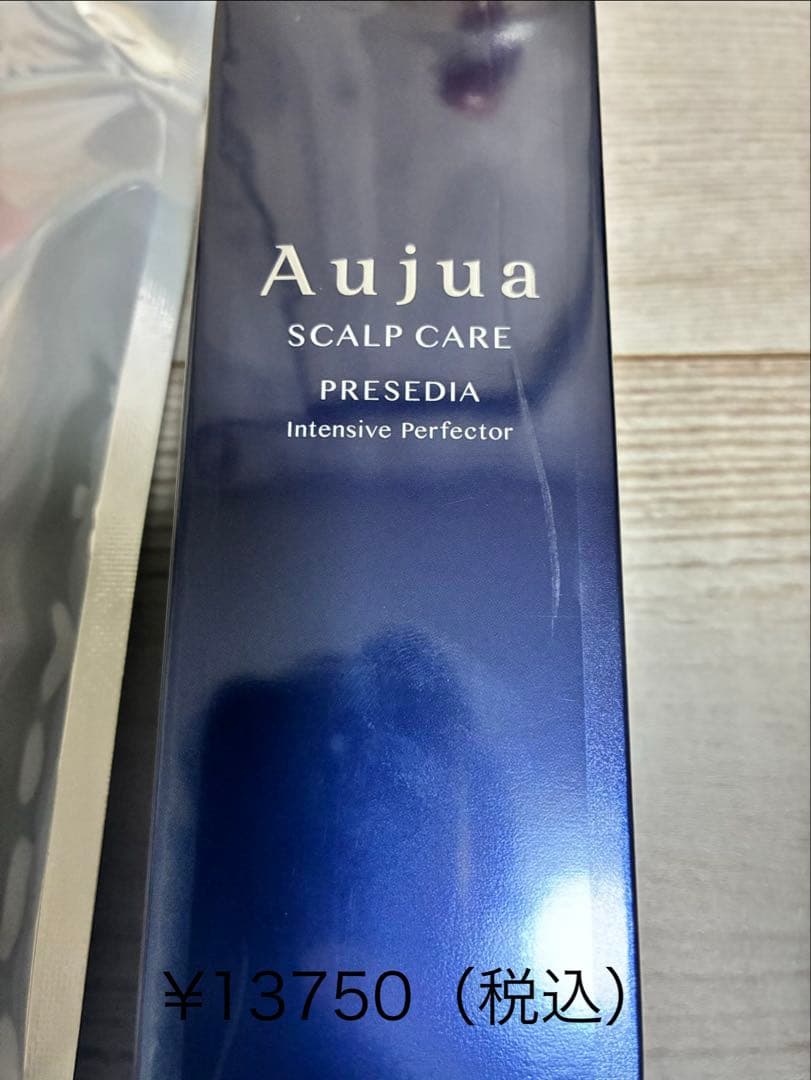 Aujua
SCALP CARE
PRESEDIA
Intensive Perfector
¥13750（税込）